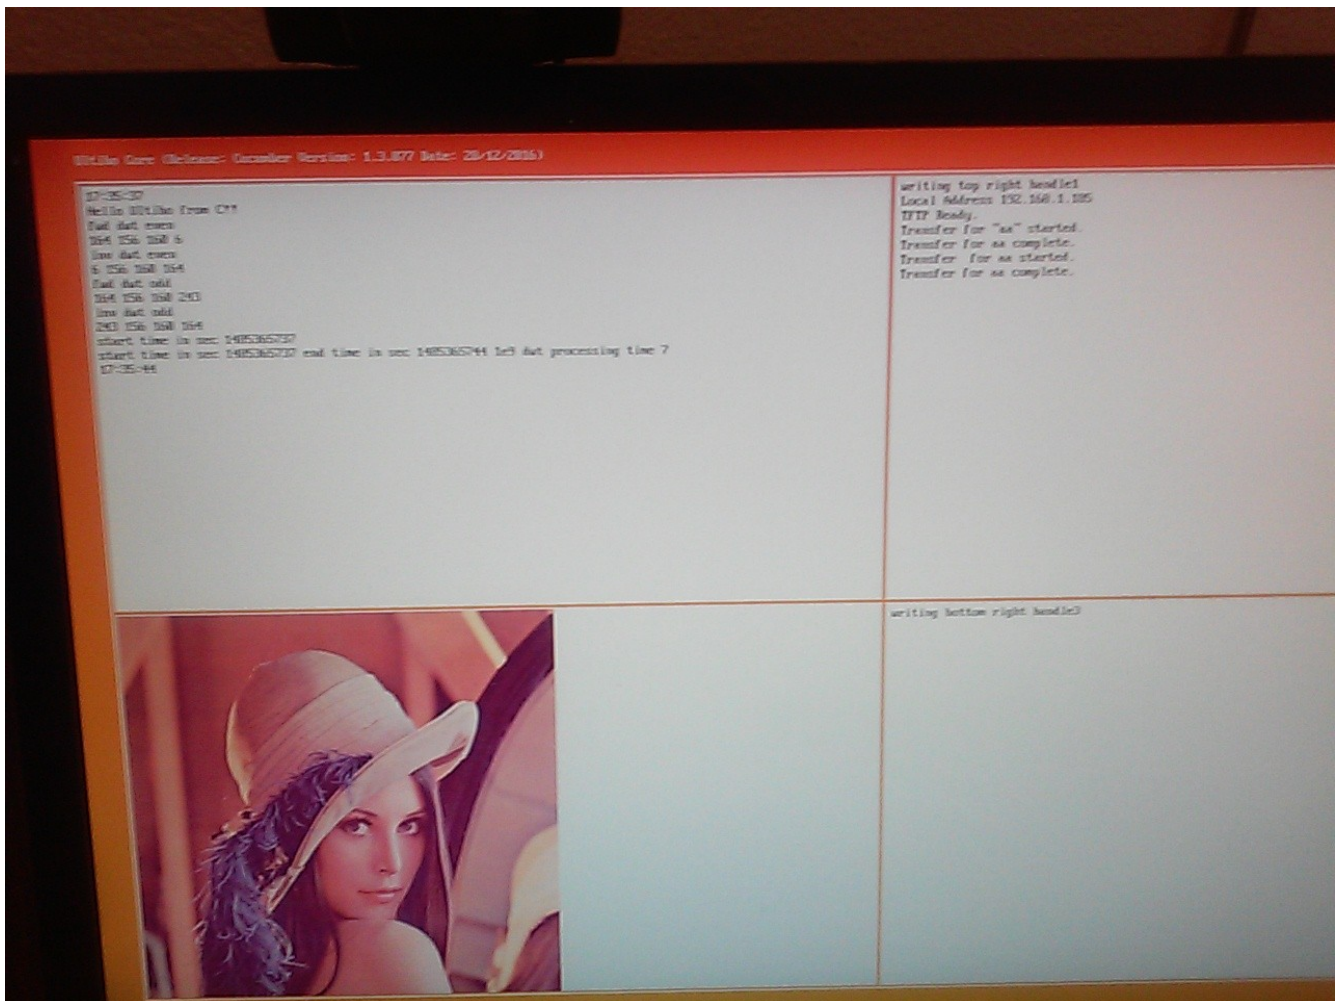 Ultibo Core (Release: Cucumber Version: 1.3.077 Date: 20/12/2016)
17:35:37
Hello Ultibo from C!!
fwd dwt even
164 156 160 6
inv dwt even
6 156 160 164
fwd dwt odd
164 156 160 243
inv dwt odd
243 156 160 164
start time in sec 1485365737
start time in sec 1485365737 end time in sec 1485365744 1e9 dwt processing time 7
17:35:44
writing top right handle1
Local Address 192.168.1.185
TFTP Ready.
Transfer for "aa" started.
Transfer for aa complete.
Transfer for aa started.
Transfer for aa complete.
writing bottom right handle3